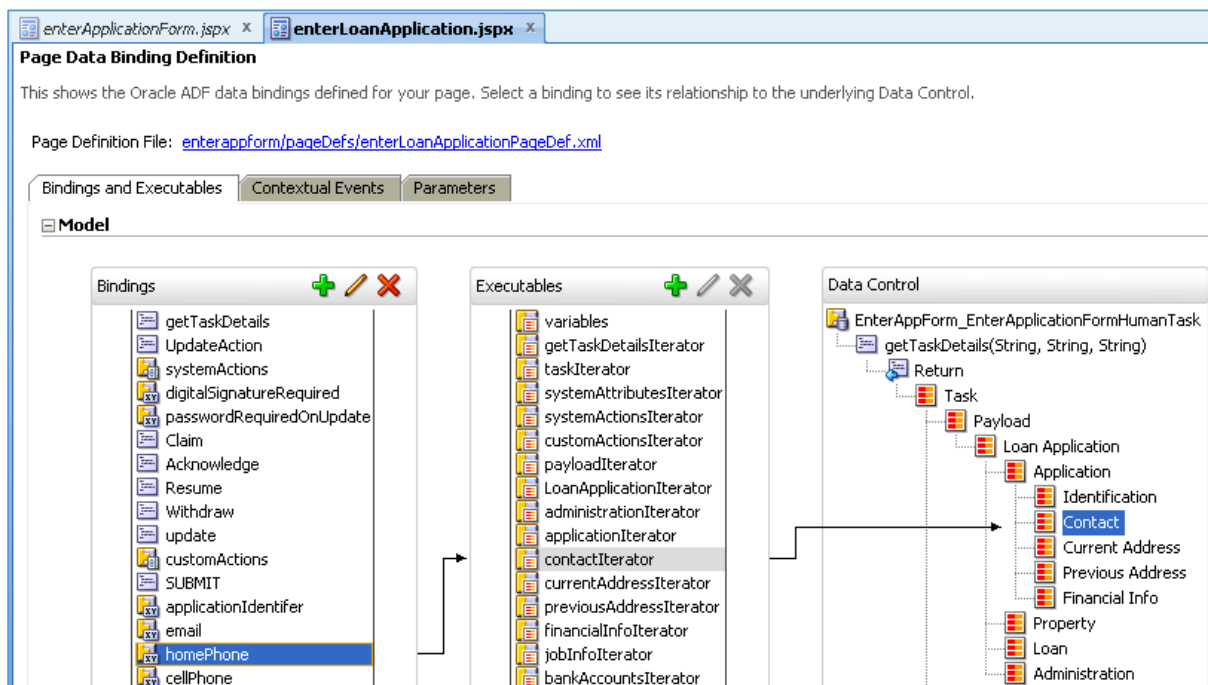 enterApplicationForm.jspx x enterLoanApplication.jspx x
Page Data Binding Definition
This shows the Oracle ADF data bindings defined for your page. Select a binding to see its relationship to the underlying Data Control.
Page Definition File: enterappform/pageDefs/enterLoanApplicationPageDef.xml
Bindings and Executables Contextual Events Parameters
Model
Bindings
getTaskDetails
UpdateAction
systemActions
digitalSignatureRequired
passwordRequiredOnUpdate
Claim
Acknowledge
Resume
Withdraw
update
customActions
SUBMIT
applicationIdentifer
email
homePhone
cellPhone
Executables
variables
getTaskDetailsIterator
taskIterator
systemAttributesIterator
systemActionsIterator
customActionsIterator
payloadIterator
LoanApplicationIterator
administrationIterator
applicationIterator
contactIterator
currentAddressIterator
previousAddressIterator
financialInfoIterator
jobInfoIterator
bankAccountsIterator
Data Control
EnterAppForm_EnterApplicationFormHumanTask
getTaskDetails(String, String, String)
Return
Task
Payload
Loan Application
Application
Identification
Contact
Current Address
Previous Address
Financial Info
Property
Loan
Administration